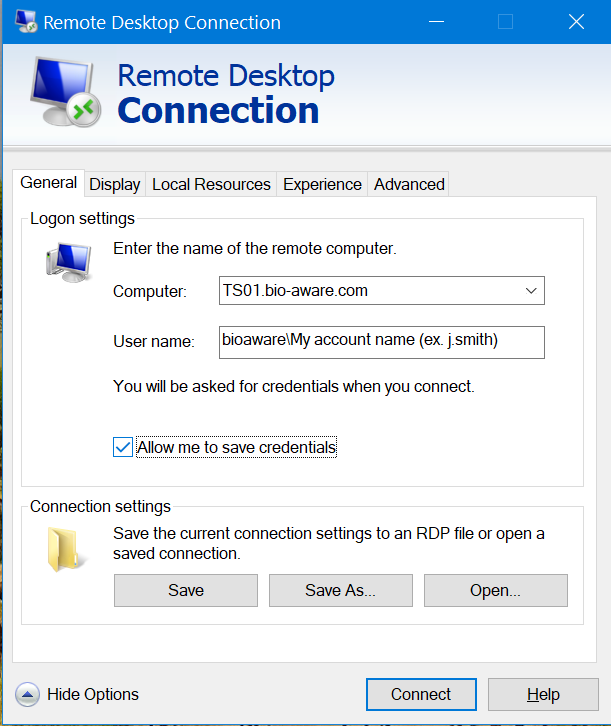 Remote Desktop Connection
Remote Desktop
Connection
General Display Local Resources Experience Advanced
Logon settings
Enter the name of the remote computer.
Computer: TS01.bio-aware.com
User name: bioaware\My account name (ex. j.smith)
You will be asked for credentials when you connect.
Allow me to save credentials
Connection settings
Save the current connection settings to an RDP file or open a
saved connection.
Save Save As... Open...
Hide Options Connect Help